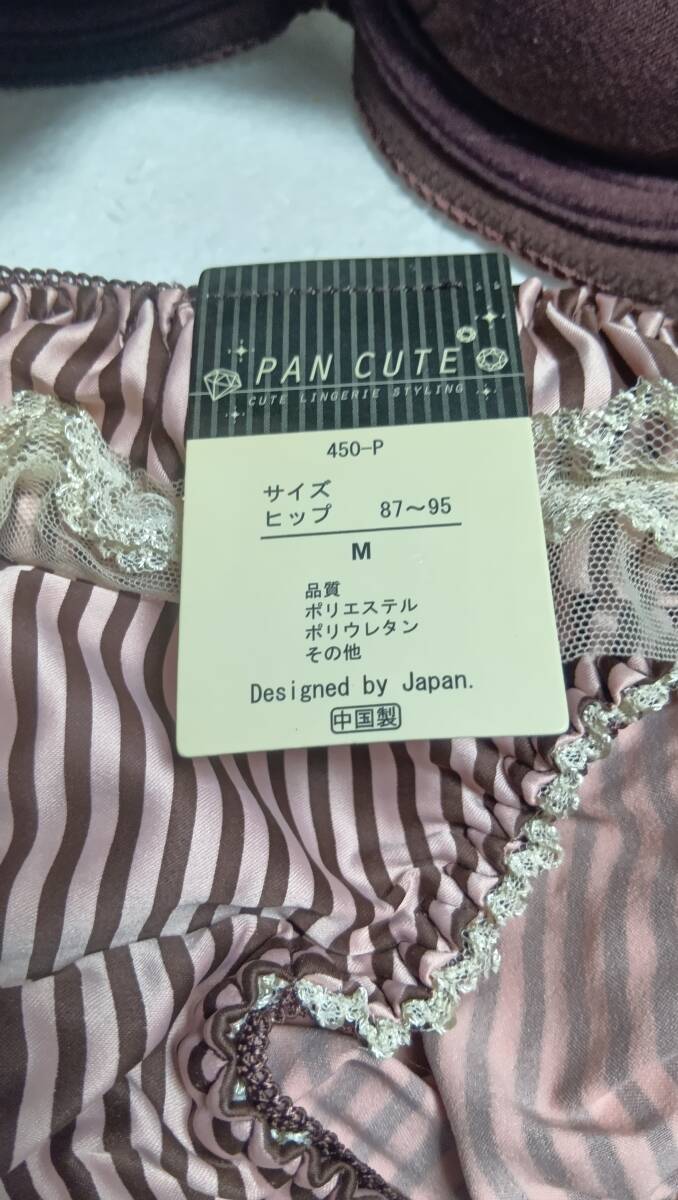 PAN CUTE
CUTE LINGERIE STYLING
450-P
サイズ
ヒップ 87～95
M
品質
ポリエステル
ポリウレタン
その他
Designed by Japan.
中国製